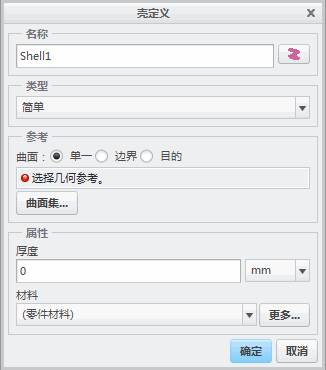 壳定义
名称
Shell1
类型
简单
参考
曲面： 单一 边界 目的
选择几何参考。
曲面集...
属性
厚度
0 mm
材料
(零件材料) 更多...
确定 取消